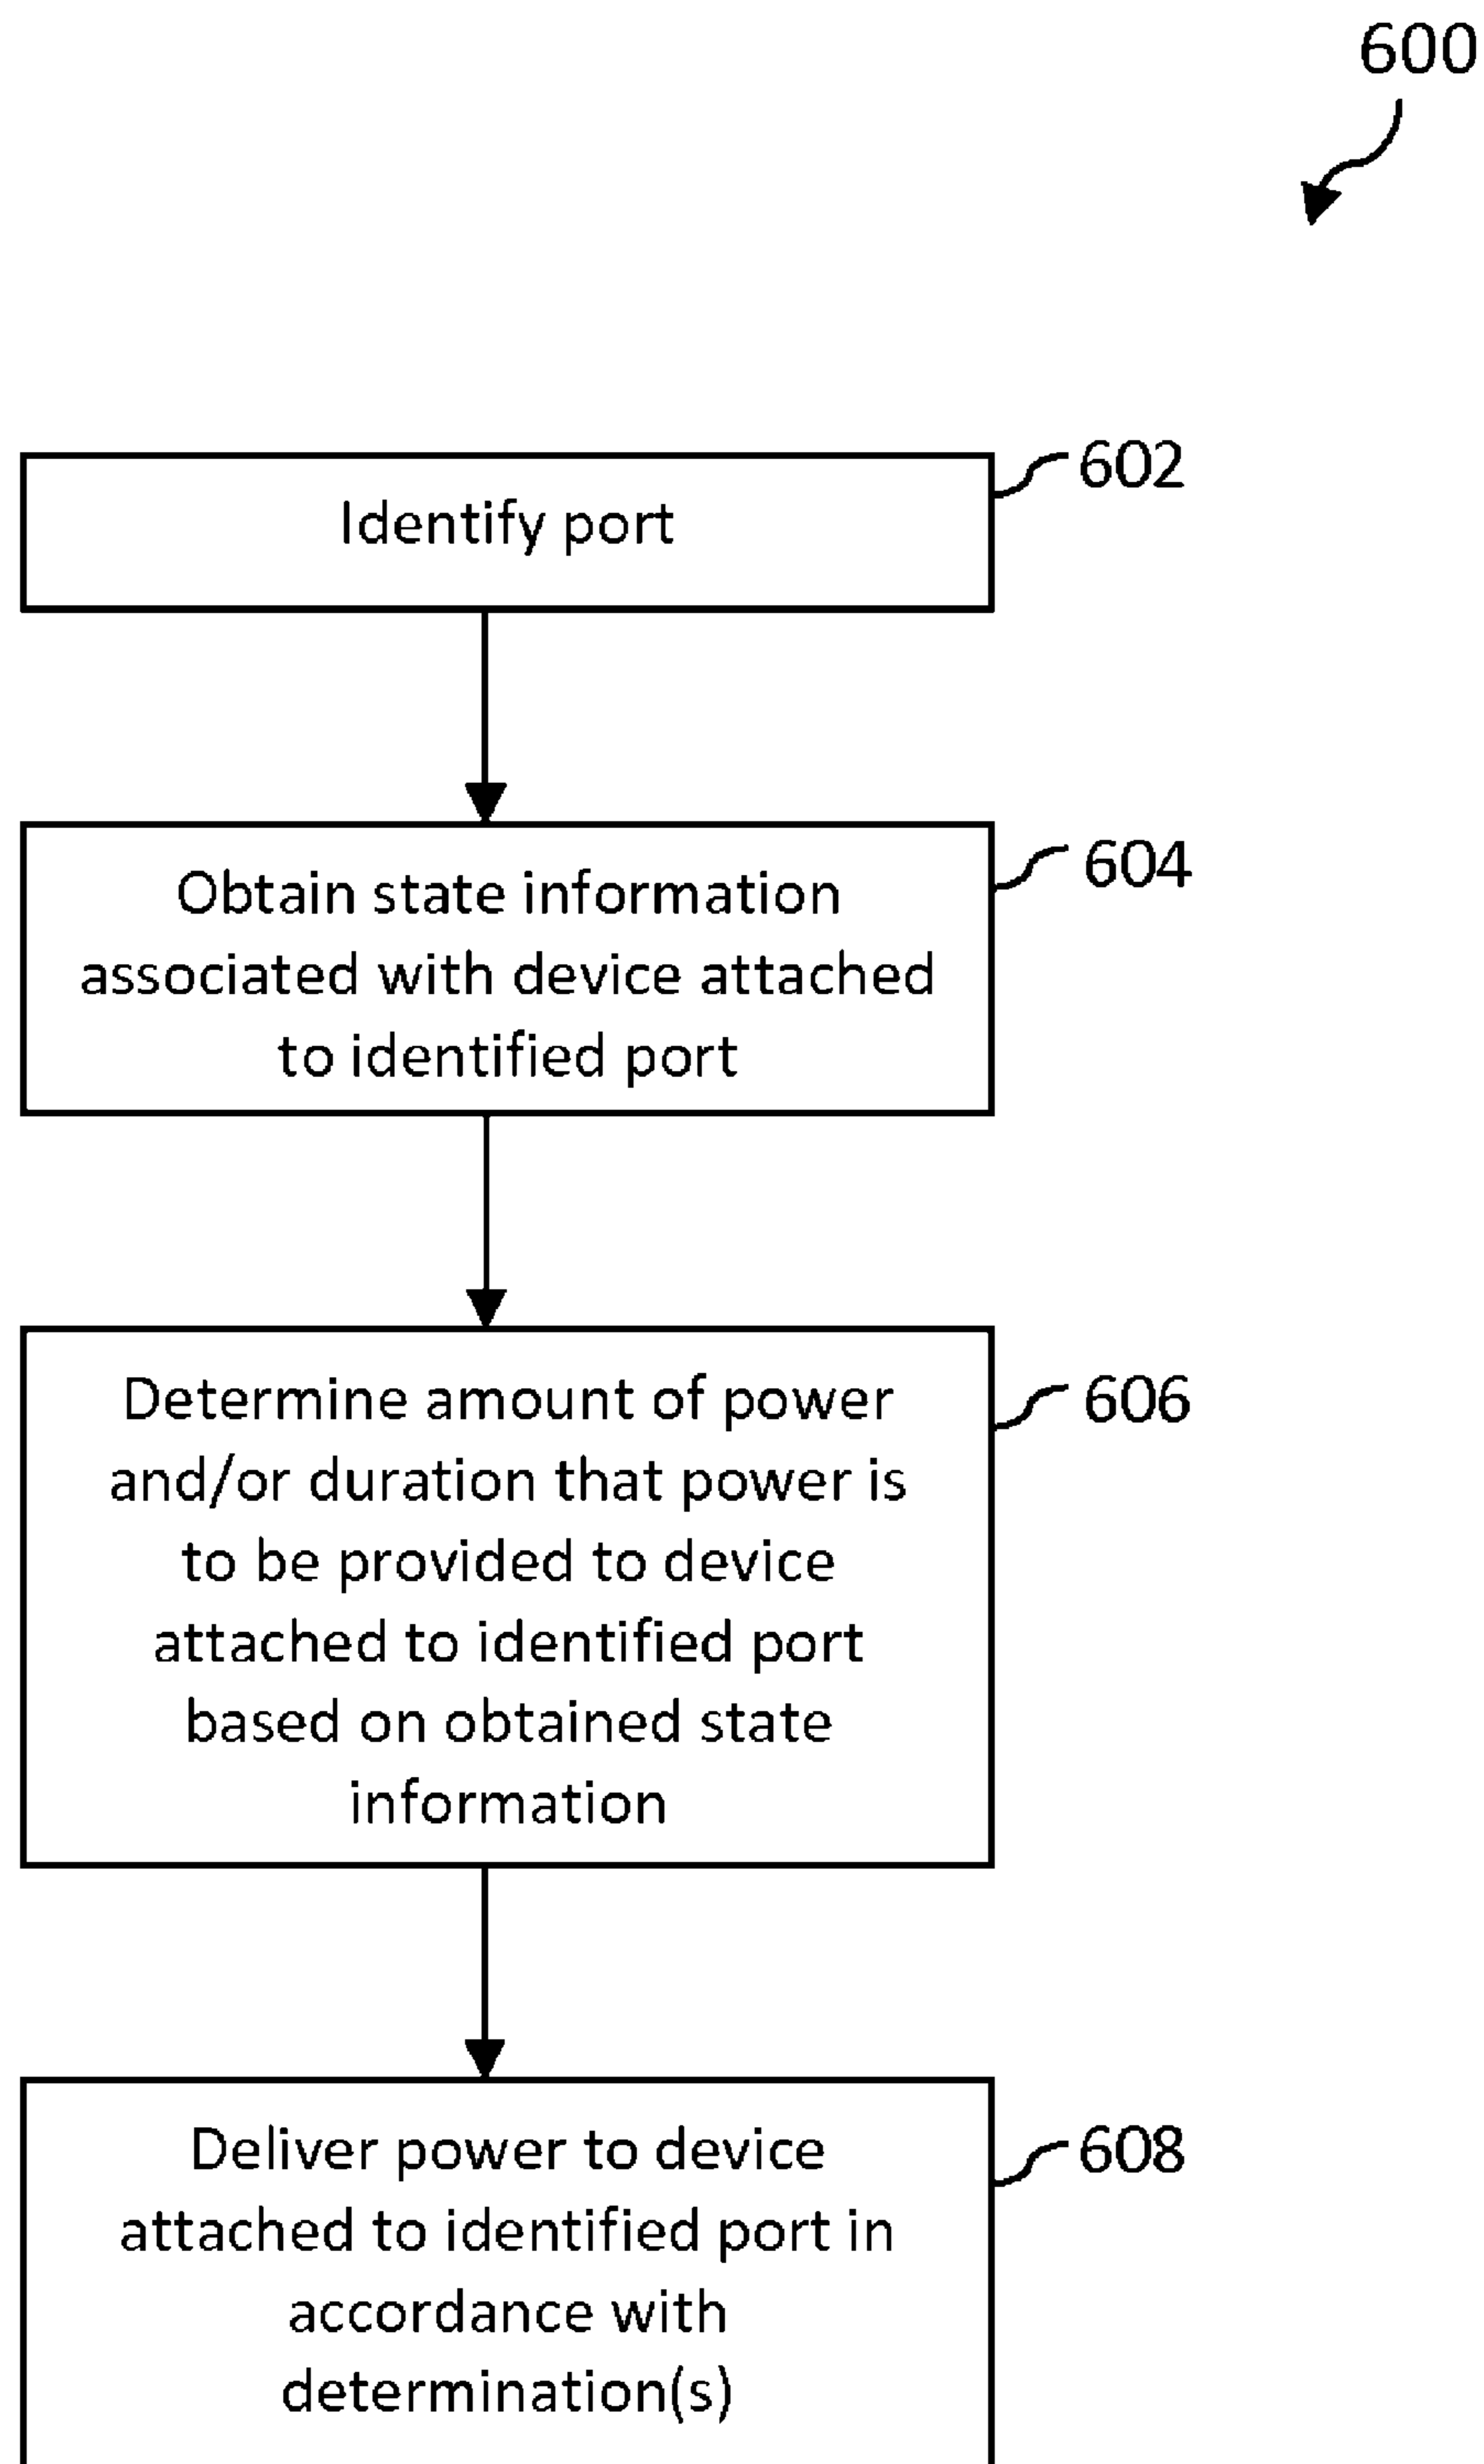 600
Identify port
602
Obtain state information
associated with device attached
to identified port
604
Determine amount of power
and/or duration that power is
to be provided to device
attached to identified port
based on obtained state
information
606
Deliver power to device
attached to identified port in
accordance with
determination(s)
608